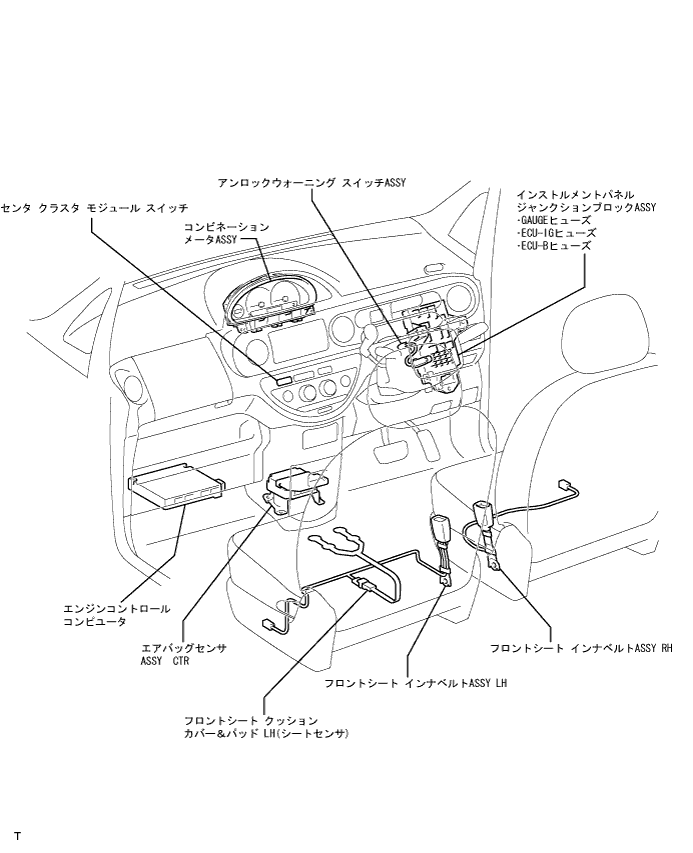 アンロックウォーニング スイッチASSY
センタ クラスタ モジュール スイッチ
コンビネーション
メータASSY
インストルメントパネル
ジャンクションブロックASSY
・GAUGEヒューズ
・ECU-IGヒューズ
・ECU-Bヒューズ
エンジンコントロール
コンピュータ
エアバッグセンサ
ASSY CTR
フロントシート インナベルトASSY RH
フロントシート インナベルトASSY LH
フロントシート クッション
カバー＆パッド LH(シートセンサ)
T